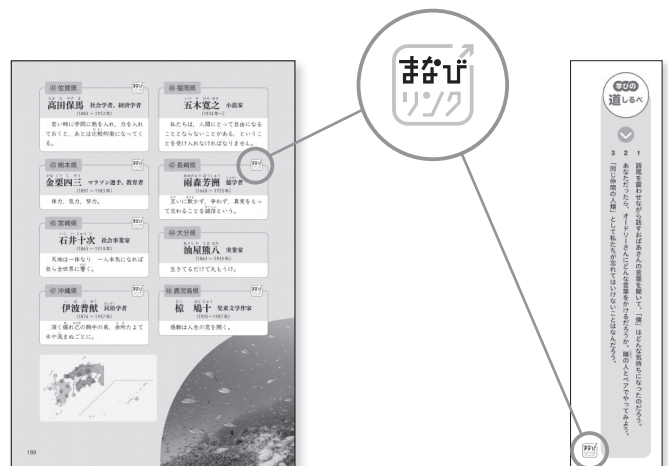 まなび
リンク
㊵ 福岡県
五木寛之 小説家
(1932年〜)
私たちは、人間にとって自由になる
こととならないことがある、というこ
とを受け入れなければなりません。
㊶ 佐賀県
高田保馬 社会学者，経済学者
(1883〜1972年)
若い時に学問に熱を入れ、力を入れ
ておくと、あとは比較的楽になってく
る。
㊷ 長崎県
雨森芳洲 儒学者
(1668〜1755年)
互いに欺かず、争わず、真実をもっ
て交わることを誠信という。
㊸ 熊本県
金栗四三 マラソン選手，教育者
(1891〜1983年)
体力、気力、努力。
㊹ 大分県
油屋熊八 実業家
(1863〜1935年)
生きてるだけで丸もうけ。
㊺ 宮崎県
石井十次 社会事業家
(1865〜1914年)
天地は一体なり 一人本気になれば
自ら全世界に響く。
㊻ 鹿児島県
椋 鳩十 児童文学作家
(1905〜1987年)
感動は人生の窓を開く。
㊼ 沖縄県
伊波普猷 民俗学者
(1876〜1947年)
深く掘れ己の胸中の泉、余所たよて
水や汲まぬごとに。
188
学びの
道しるべ
1 語尾を震わせながら話すおばあさんの言葉を聞いて、「僕」はどんな気持ちになったのだろう。
2 あなただったら、オードリーさんにどんな言葉をかけるだろうか。隣の人とペアでやってみよう。
3 「同じ仲間の人類」として私たちが忘れてはいけないことはなんだろう。
まなび
リンク